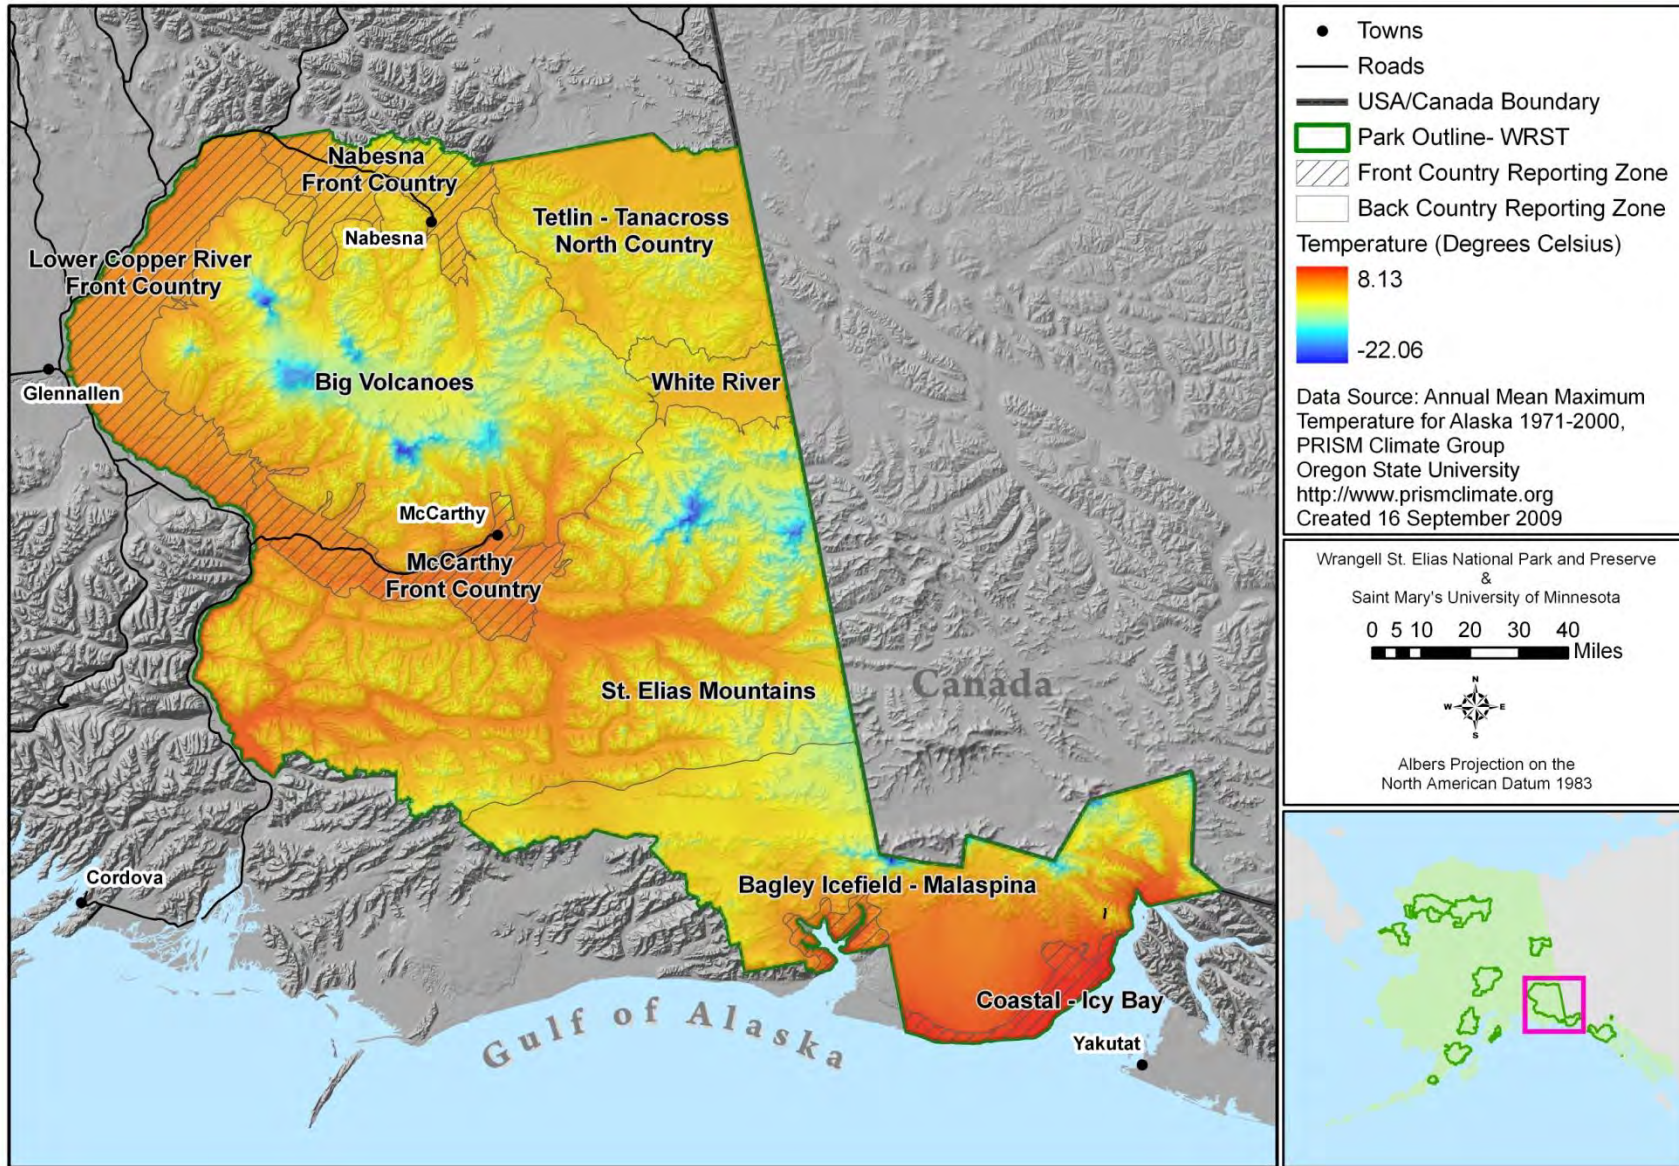 Nabesna
Front Country
Nabesna
Tetlin - Tanacross
North Country
Lower Copper River
Front Country
Glennallen
Big Volcanoes
White River
McCarthy
McCarthy
Front Country
St. Elias Mountains
Canada
Cordova
Bagley Icefield - Malaspina
Coastal - Icy Bay
Yakutat
Gulf of Alaska
Towns
Roads
USA/Canada Boundary
Park Outline- WRST
Front Country Reporting Zone
Back Country Reporting Zone
Temperature (Degrees Celsius)
8.13
-22.06
Data Source: Annual Mean Maximum
Temperature for Alaska 1971-2000,
PRISM Climate Group
Oregon State University
http://www.prismclimate.org
Created 16 September 2009
Wrangell St. Elias National Park and Preserve
&
Saint Mary's University of Minnesota
0 5 10 20 30 40
Miles
N
W E
S
Albers Projection on the
North American Datum 1983